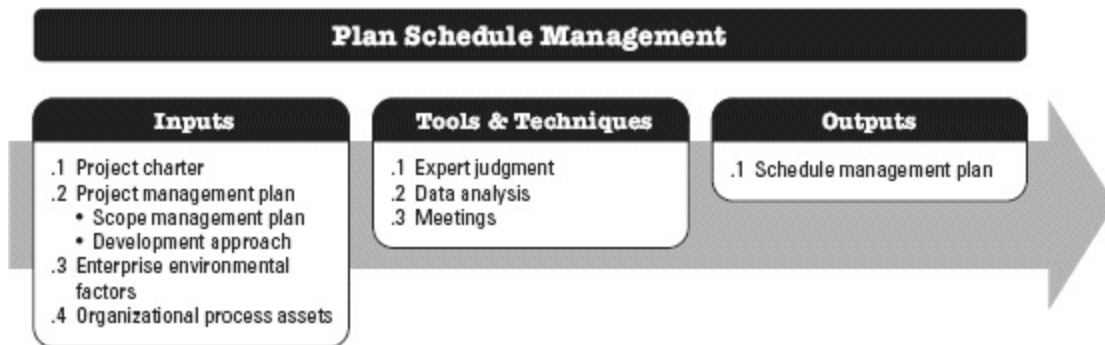 Plan Schedule Management
Inputs
.1 Project charter
.2 Project management plan
• Scope management plan
• Development approach
.3 Enterprise environmental
factors
.4 Organizational process assets
Tools & Techniques
.1 Expert judgment
.2 Data analysis
.3 Meetings
Outputs
.1 Schedule management plan